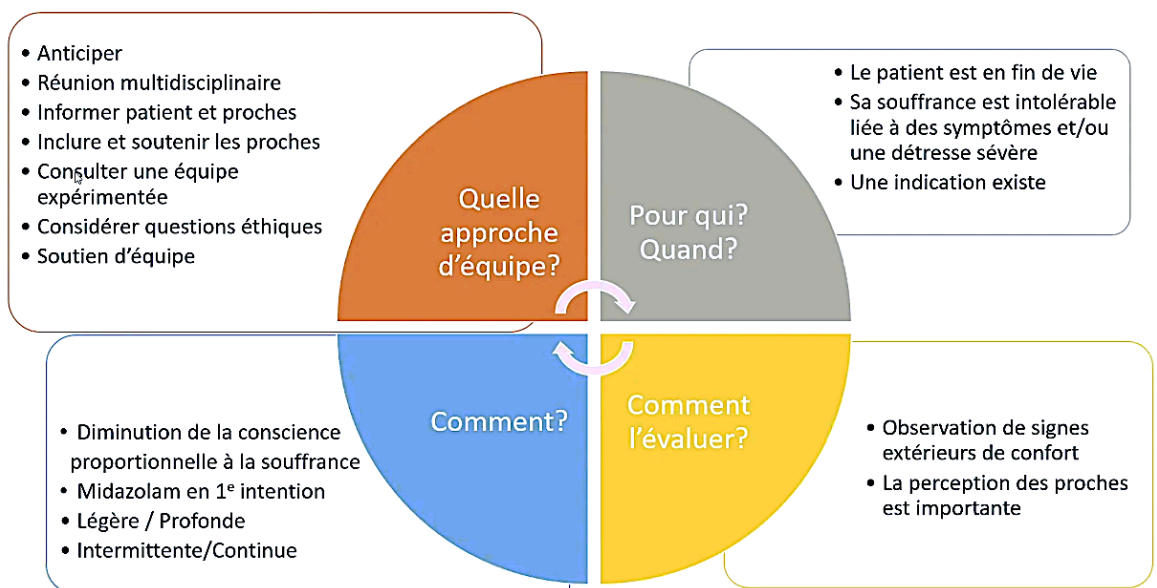 • Anticiper
• Réunion multidisciplinaire
• Informer patient et proches
• Inclure et soutenir les proches
• Consulter une équipe
expérimentée
• Considérer questions éthiques
• Soutien d'équipe
Quelle
approche
d'équipe?
Pour qui?
Quand?
• Le patient est en fin de vie
• Sa souffrance est intolérable
liée à des symptômes et/ou
une détresse sévère
• Une indication existe
• Diminution de la conscience
proportionnelle à la souffrance
• Midazolam en 1e intention
• Légère / Profonde
• Intermittente/Continue
Comment?
Comment
l'évaluer?
• Observation de signes
extérieurs de confort
• La perception des proches
est importante